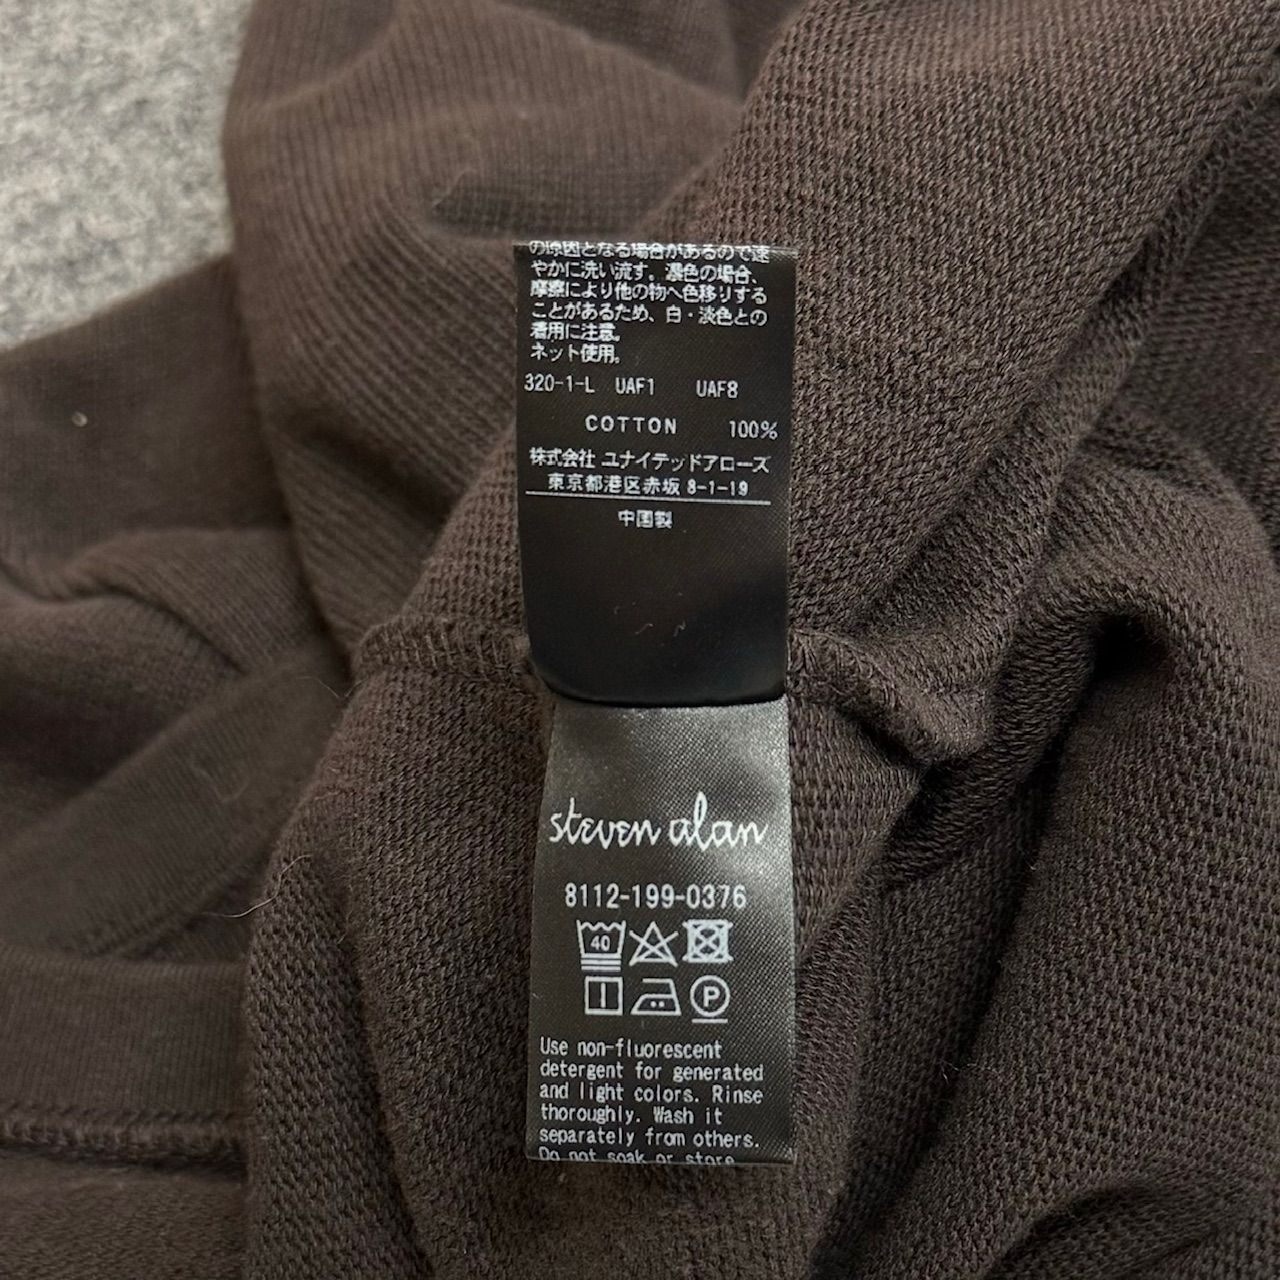 の原因となる場合があるので速
やかに洗い流す。濃色の場合、
摩擦により他の物へ色移りする
ことがあるため、白・淡色との
着用に注意。
ネット使用。
320-1-L UAF1 UAF8
COTTON 100%
株式会社 ユナイテッドアローズ
東京都港区赤坂 8-1-19
中国製
steven alan
8112-199-0376
40
P
Use non-fluorescent
detergent for generated
and light colors. Rinse
thoroughly. Wash it
separately from others.
Do not soak or store